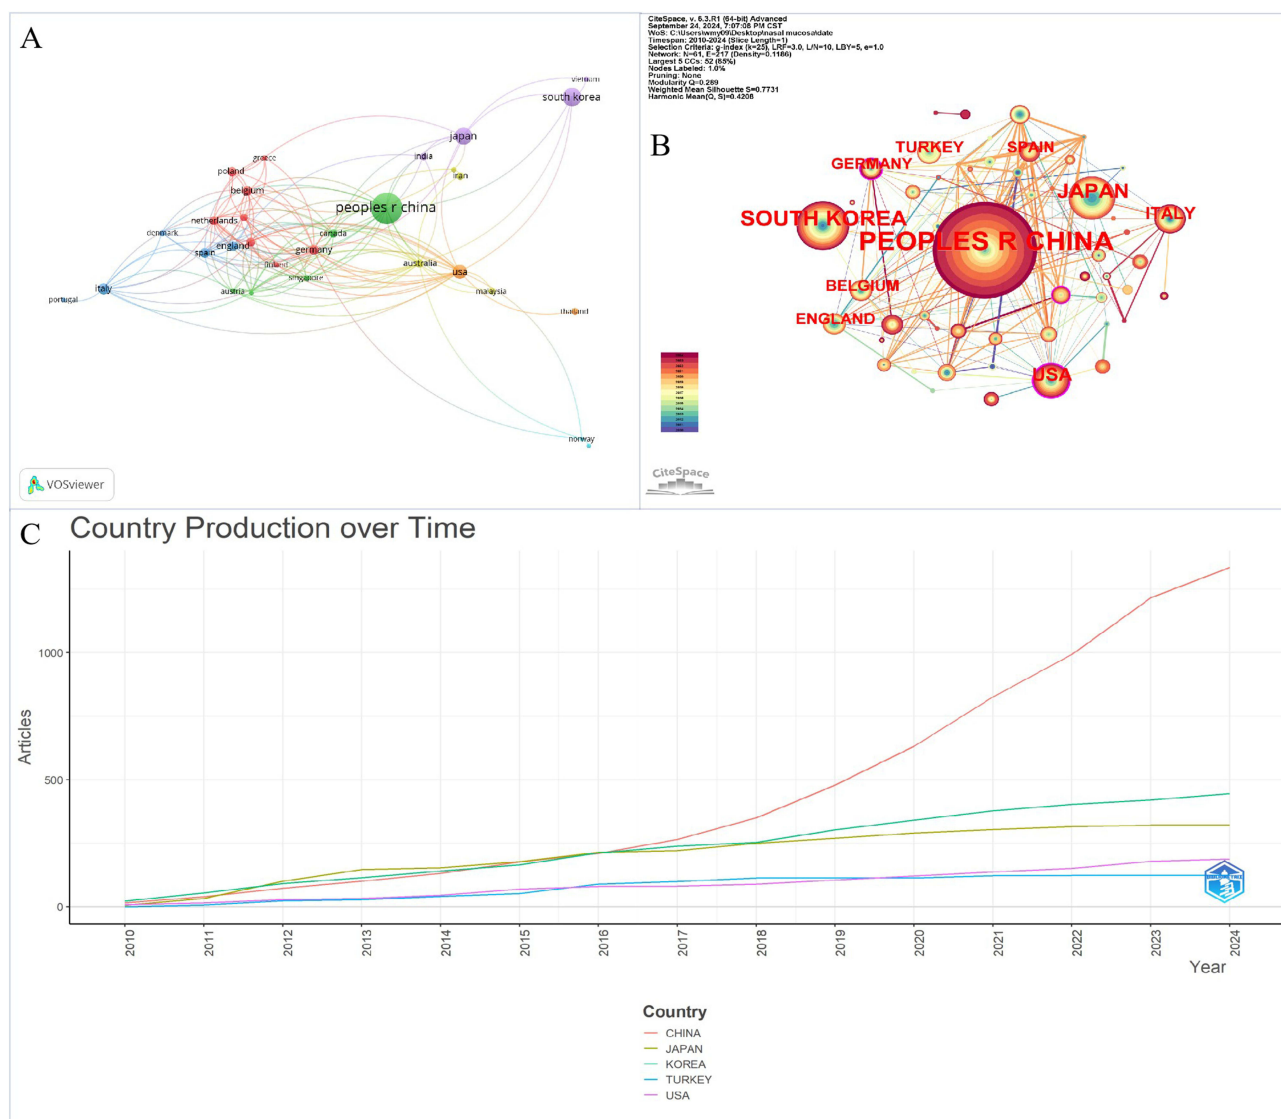 A
vietnam
south korea
japan
india
iran
greece
poland
belgium
peoples r china
netherlands
denmark
canada
england
spain
germany
finland
australia
usa
singapore
italy
austria
malaysia
portugal
thailand
norway
VOSviewer
CiteSpace, v. 6.3.R1 (64-bit) Advanced
September 24, 2024, 7:07:08 PM CST
WoS: C:\Users\wmy09\Desktop\nasal mucosa\date
Timespan: 2010-2024 (Slice Length=1)
Selection Criteria: g-index (k=25), LRF=3.0, L/N=10, LBY=5, e=1.0
Network: N=61, E=217 (Density=0.1186)
Largest 5 CCs: 52 (85%)
Nodes Labeled: 1.0%
Pruning: None
Modularity Q=0.289
Weighted Mean Silhouette S=0.7731
Harmonic Mean(Q, S)=0.4208
B
TURKEY
SPAIN
GERMANY
JAPAN
SOUTH KOREA
ITALY
PEOPLES R CHINA
BELGIUM
ENGLAND
USA
CiteSpace
C
Country Production over Time
Articles
1000
500
0
2010
2011
2012
2013
2014
2015
2016
2017
2018
2019
2020
2021
2022
2023
2024
Year
Country
CHINA
JAPAN
KOREA
TURKEY
USA